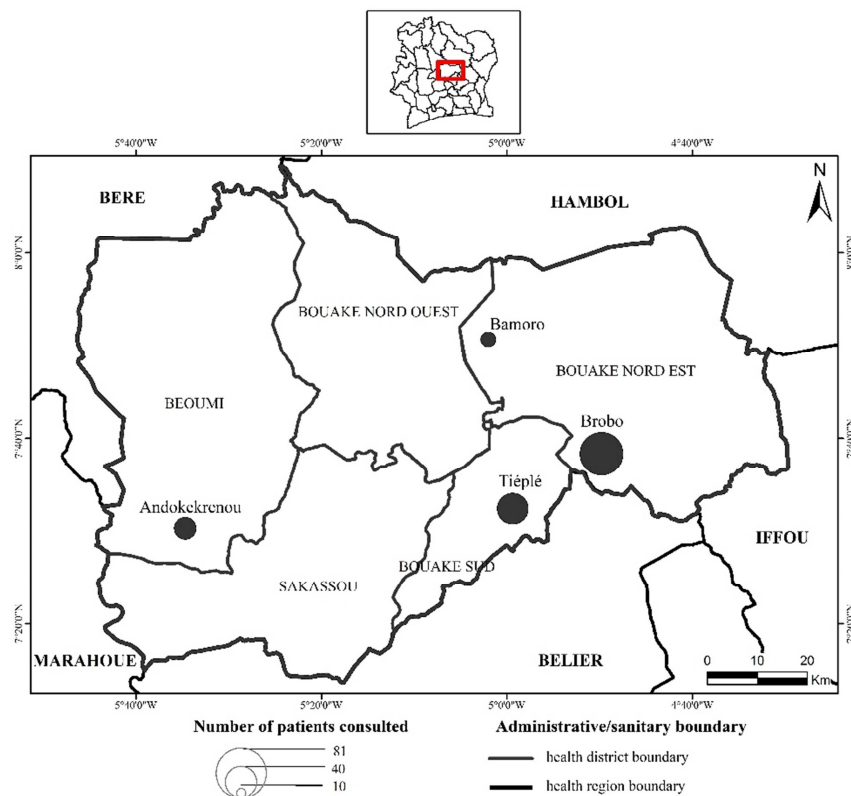 5°40'0"W 5°20'0"W 5°0'0"W 4°40'0"W
N
BERE
HAMBOL
8°0'0"N
8°0'0"N
BOUAKE NORD OUEST
Bamoro
BOUAKE NORD EST
BEOUMI
Brobo
7°40'0"N
7°40'0"N
Tiéplé
Andokekrenou
IFFOU
BOUAKE SUD
SAKASSOU
7°20'0"N
7°20'0"N
MARAHOUE
BELIER
0 10 20
Km
5°40'0"W 5°20'0"W 5°0'0"W 4°40'0"W
Number of patients consulted
81
40
10
Administrative/sanitary boundary
health district boundary
health region boundary